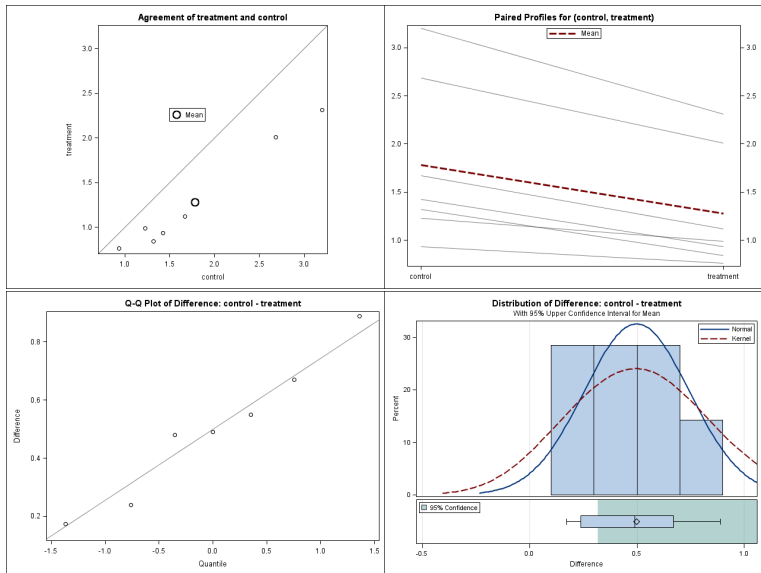 Agreement of treatment and control
3.0
2.5
2.0
1.5
1.0
treatment
Mean
1.0
1.5
2.0
2.5
3.0
control
Paired Profiles for (control, treatment)
Mean
3.0
2.5
2.0
1.5
1.0
3.0
2.5
2.0
1.5
1.0
control
treatment
Q-Q Plot of Difference: control - treatment
0.8
0.6
0.4
0.2
Difference
-1.5
-1.0
-0.5
0.0
0.5
1.0
1.5
Quantile
Distribution of Difference: control - treatment
With 95% Upper Confidence Interval for Mean
Normal
Kernel
30
20
10
0
Percent
95% Confidence
-0.5
0.0
0.5
1.0
Difference